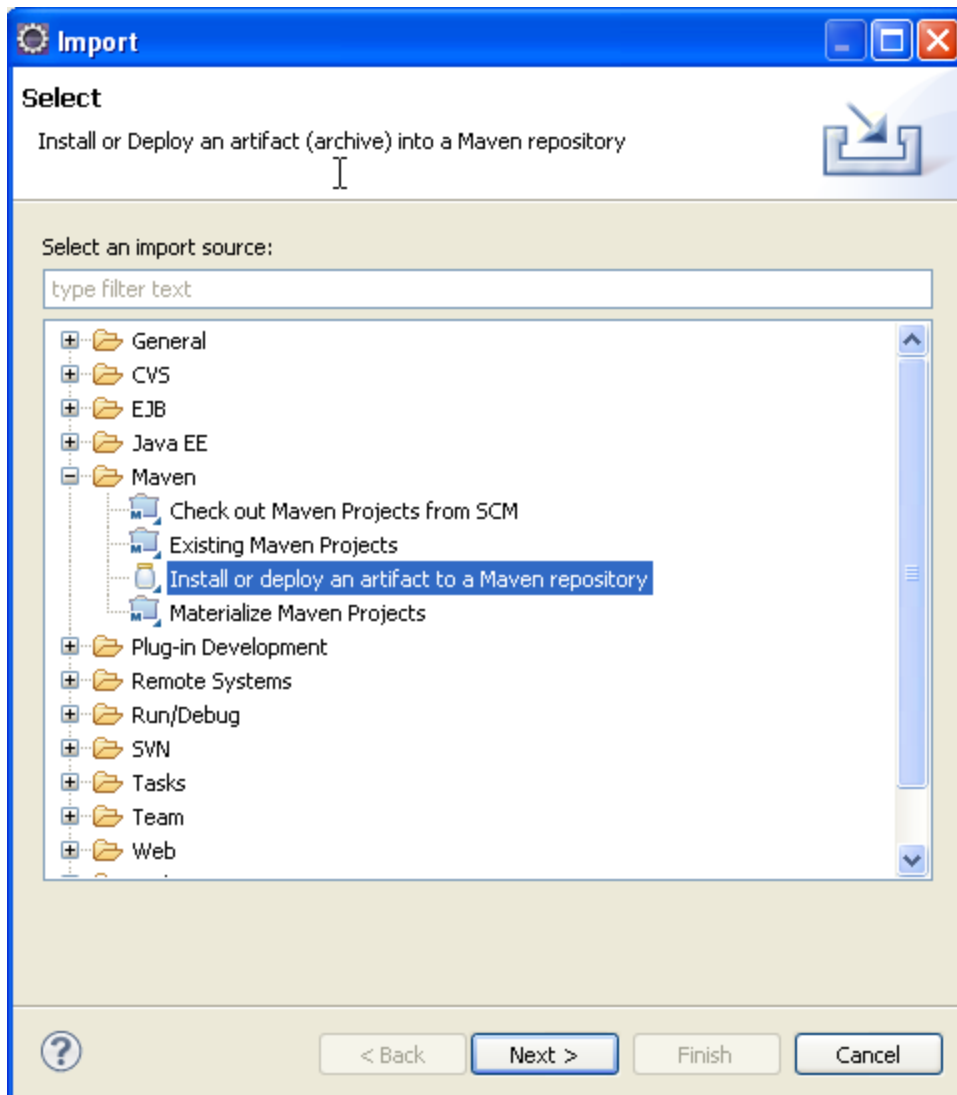 Import
Select
Install or Deploy an artifact (archive) into a Maven repository
Select an import source:
type filter text
General
CVS
EJB
Java EE
Maven
Check out Maven Projects from SCM
Existing Maven Projects
Install or deploy an artifact to a Maven repository
Materialize Maven Projects
Plug-in Development
Remote Systems
Run/Debug
SVN
Tasks
Team
Web
< Back Next > Finish Cancel